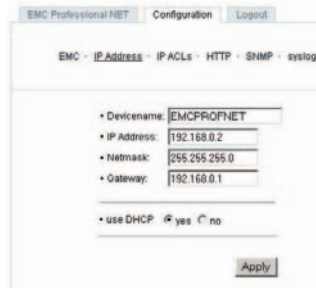 EMC Professional NET Configuration Logout
EMC · IP Address · IP ACLs · HTTP · SNMP · syslog
• Devicename: EMCPROFNET
• IP Address: 192.168.0.2
• Netmask: 255.255.255.0
• Gateway: 192.168.0.1
• use DHCP yes no
Apply